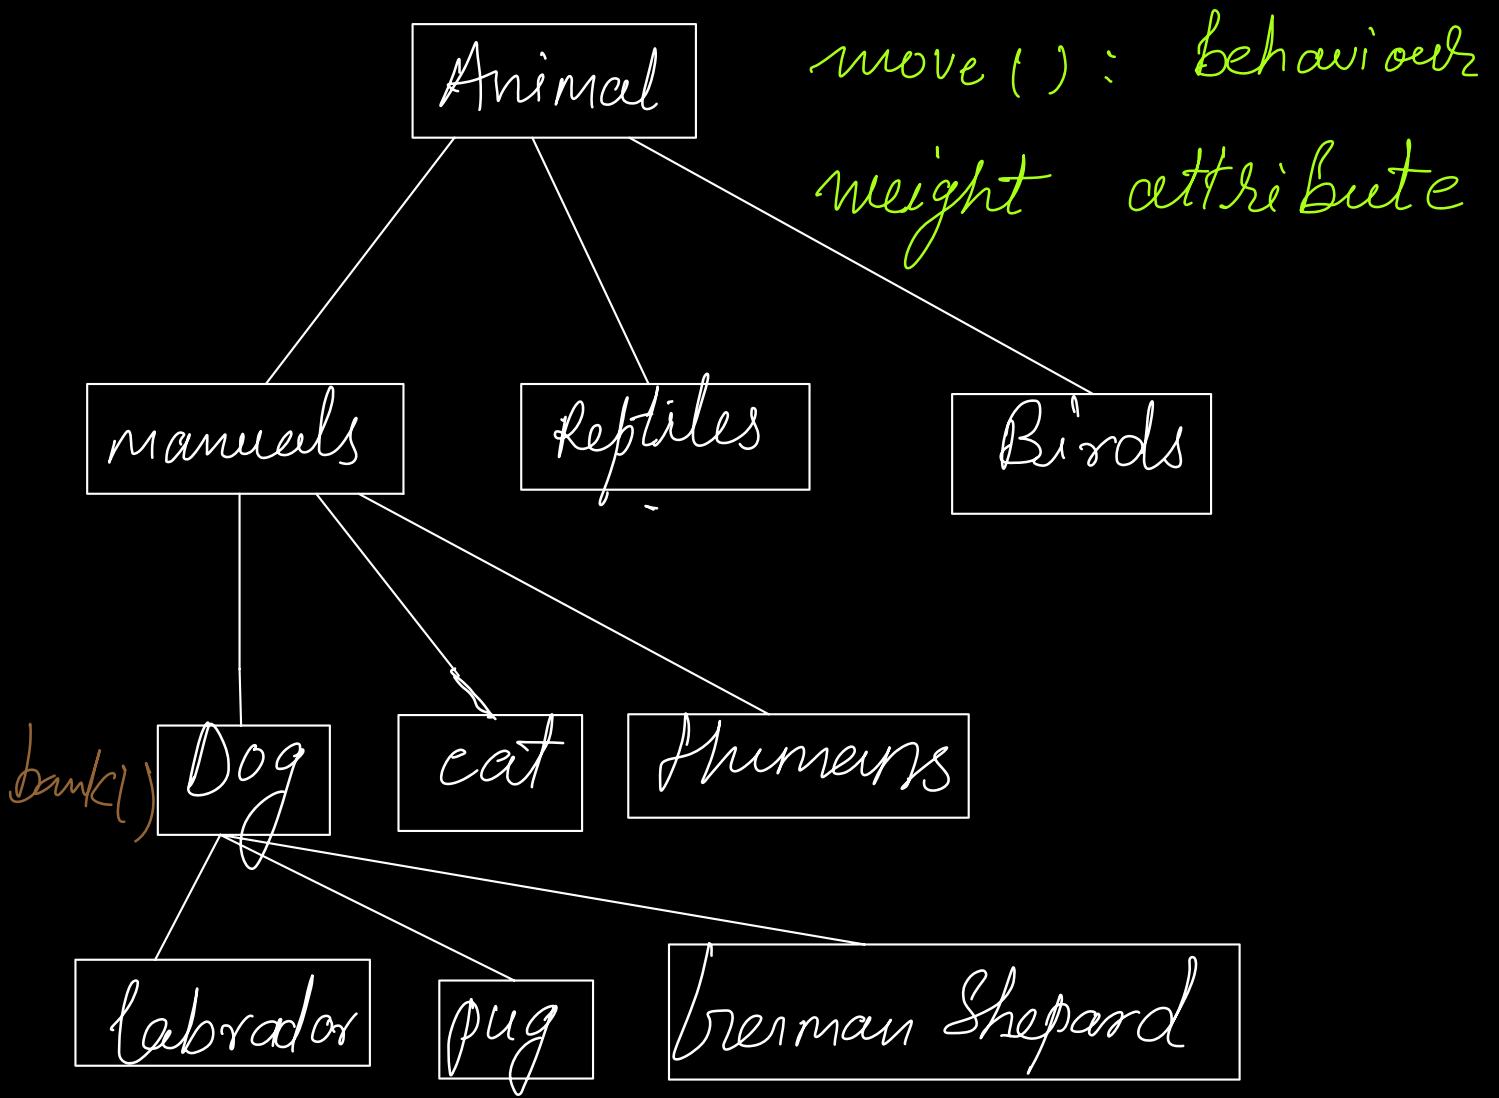 Animal
move() : behaviour
weight attribute
manuals
Reptiles
Birds
bark()
Dog
cat
Humans
labrador
pug
German Shepard